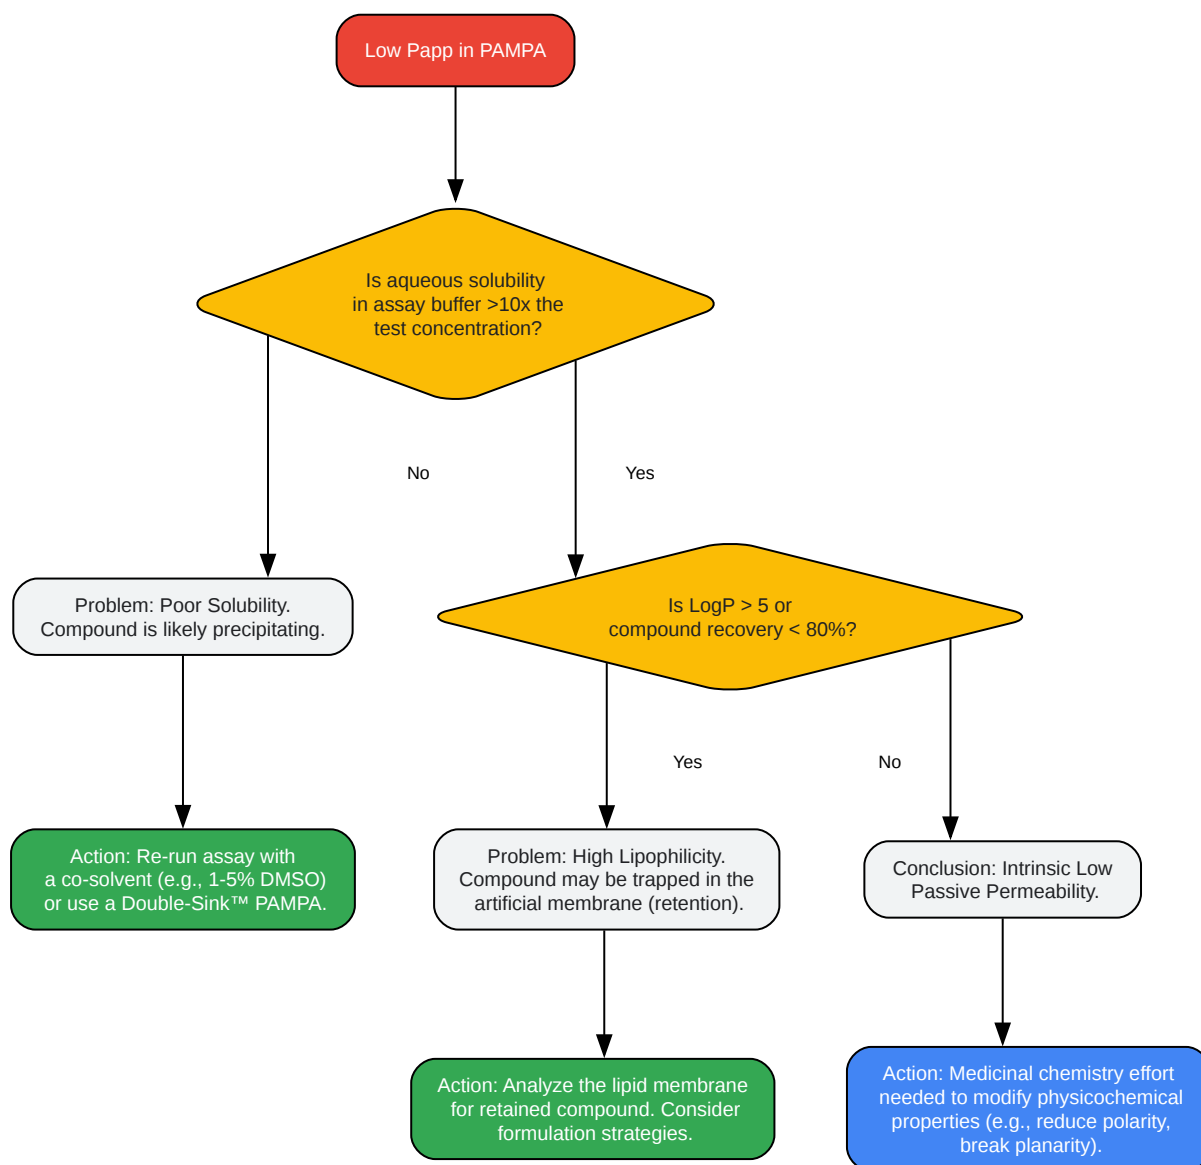 Low Papp in PAMPA
Is aqueous solubility
in assay buffer >10x the
test concentration?
No
Yes
Problem: Poor Solubility.
Compound is likely precipitating.
Is LogP > 5 or
compound recovery < 80%?
Yes
No
Action: Re-run assay with
a co-solvent (e.g., 1-5% DMSO)
or use a Double-Sink™ PAMPA.
Problem: High Lipophilicity.
Compound may be trapped in the
artificial membrane (retention).
Conclusion: Intrinsic Low
Passive Permeability.
Action: Analyze the lipid membrane
for retained compound. Consider
formulation strategies.
Action: Medicinal chemistry effort
needed to modify physicochemical
properties (e.g., reduce polarity,
break planarity).